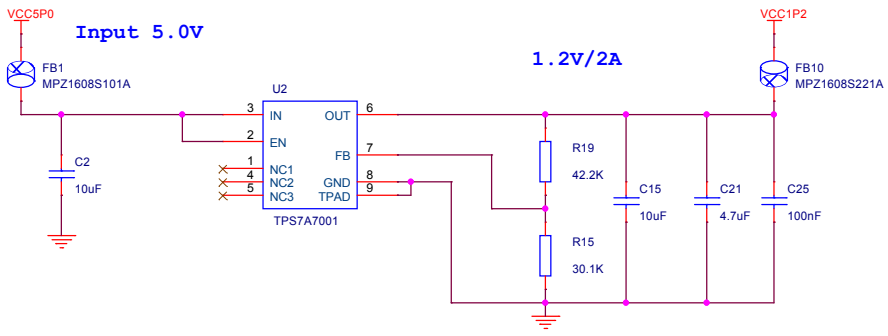 VCC5P0
VCC1P2
Input 5.0V
1.2V/2A
FB1
MPZ1608S101A
FB10
MPZ1608S221A
U2
3 IN OUT 6
2 EN
FB 7
1 NC1
4 NC2 GND 8
5 NC3 TPAD 9
TPS7A7001
C2
10uF
R19
42.2K
R15
30.1K
C15
10uF
C21
4.7uF
C25
100nF